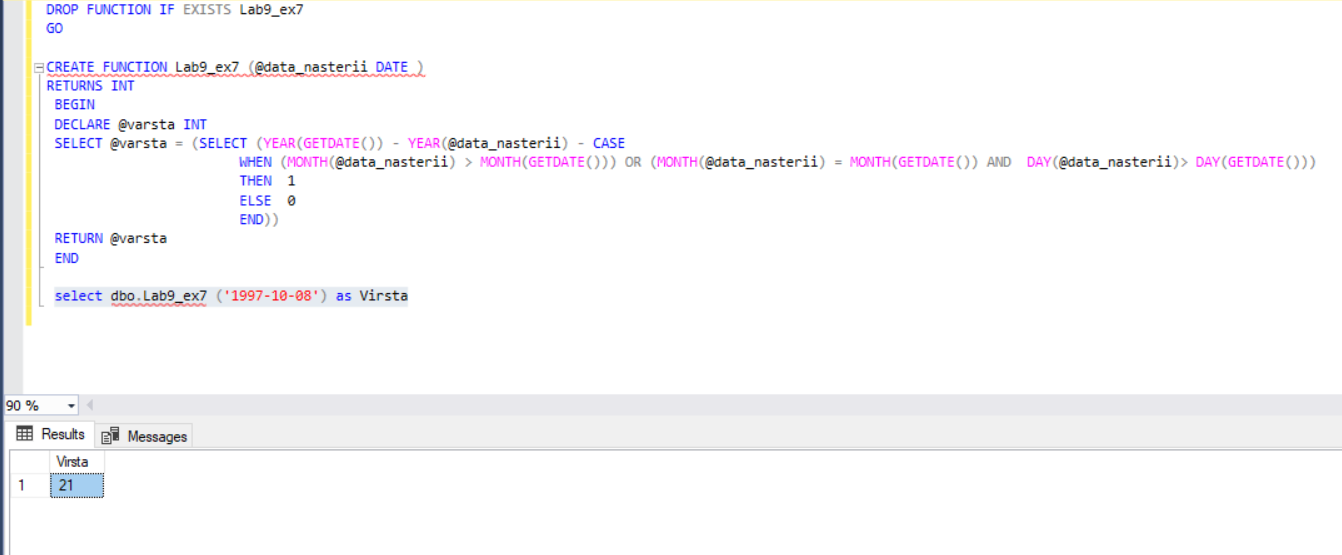 DROP FUNCTION IF EXISTS Lab9_ex7
GO
CREATE FUNCTION Lab9_ex7 (@data_nasterii DATE )
RETURNS INT
BEGIN
DECLARE @varsta INT
SELECT @varsta = (SELECT (YEAR(GETDATE()) - YEAR(@data_nasterii) - CASE
WHEN (MONTH(@data_nasterii) > MONTH(GETDATE())) OR (MONTH(@data_nasterii) = MONTH(GETDATE()) AND  DAY(@data_nasterii)> DAY(GETDATE()))
THEN  1
ELSE  0
END))
RETURN @varsta
END
select dbo.Lab9_ex7 ('1997-10-08') as Virsta
90 %
Results Messages
Virsta
1 21